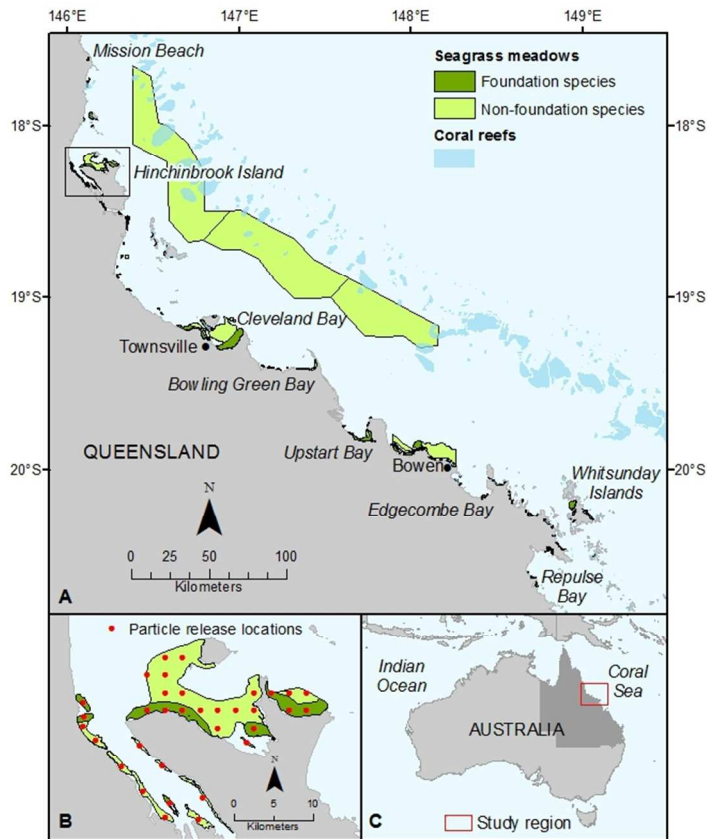 146°E 147°E 148°E 149°E
Mission Beach
Seagrass meadows
Foundation species
Non-foundation species
Coral reefs
18°S 18°S
Hinchinbrook Island
19°S 19°S
Cleveland Bay
Townsville
Bowling Green Bay
QUEENSLAND
Upstart Bay
20°S 20°S
Bowen
Whitsunday
Islands
Edgecombe Bay
N
0 25 50 100
Kilometers
Repulse
Bay
A
Particle release locations
N
0 5 10
Kilometers
B
Indian
Ocean
Coral
Sea
AUSTRALIA
Study region
C